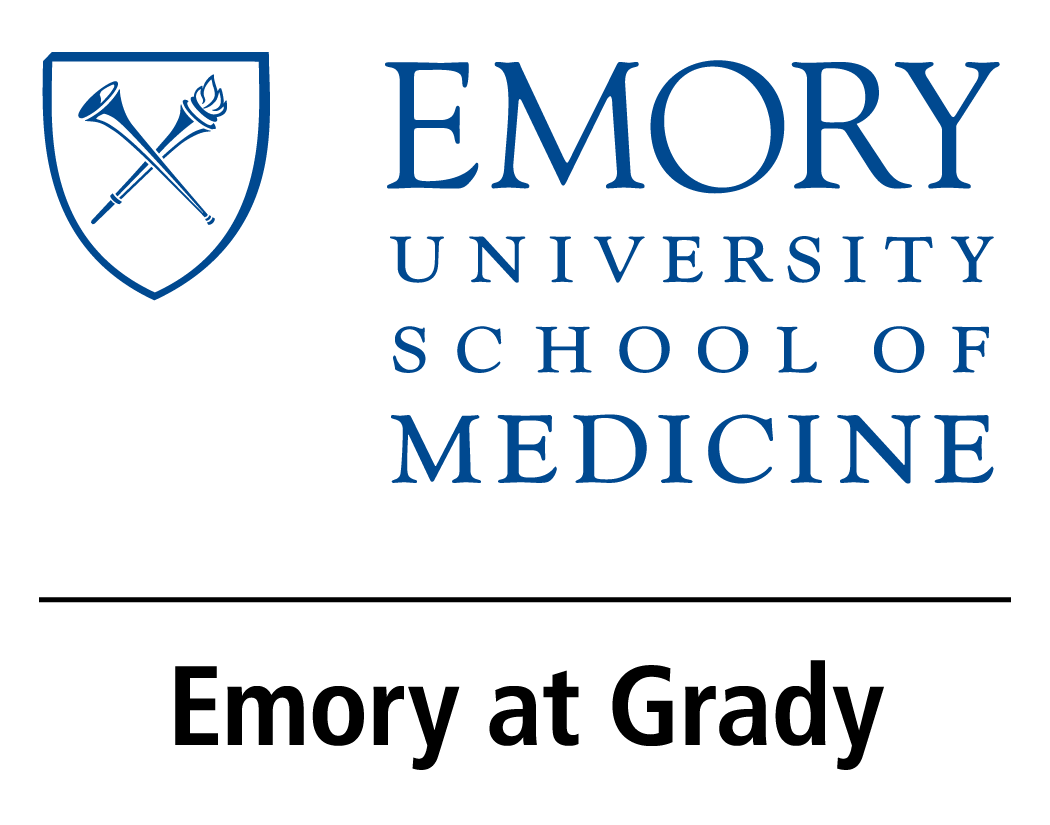 EMORY
UNIVERSITY
SCHOOL OF
MEDICINE
Emory at Grady